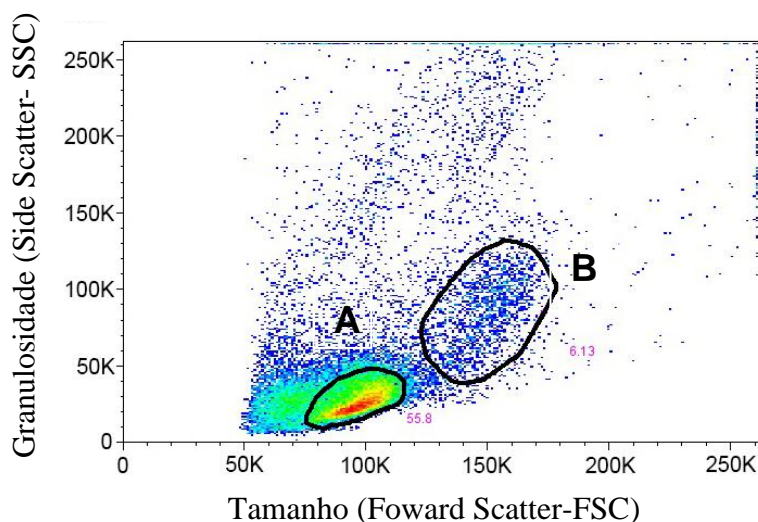 Granulosidade (Side Scatter- SSC)
250K
200K
150K
100K
50K
0
A
B
6.13
55.8
0
50K
100K
150K
200K
250K
Tamanho (Foward Scatter-FSC)